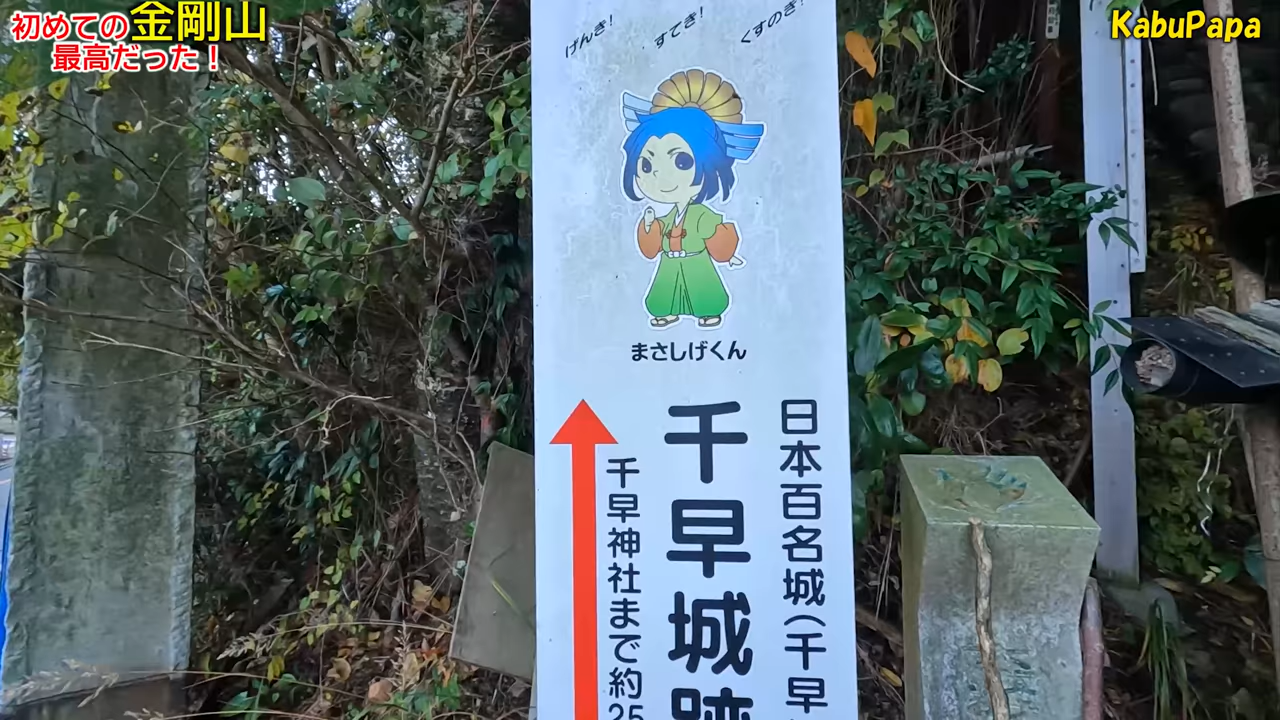 初めての金剛山
最高だった！
KabuPapa
げんき！
すてき！
くすのき！
まさしげくん
日本百名城(千早
千早城跡
千早神社まで約25